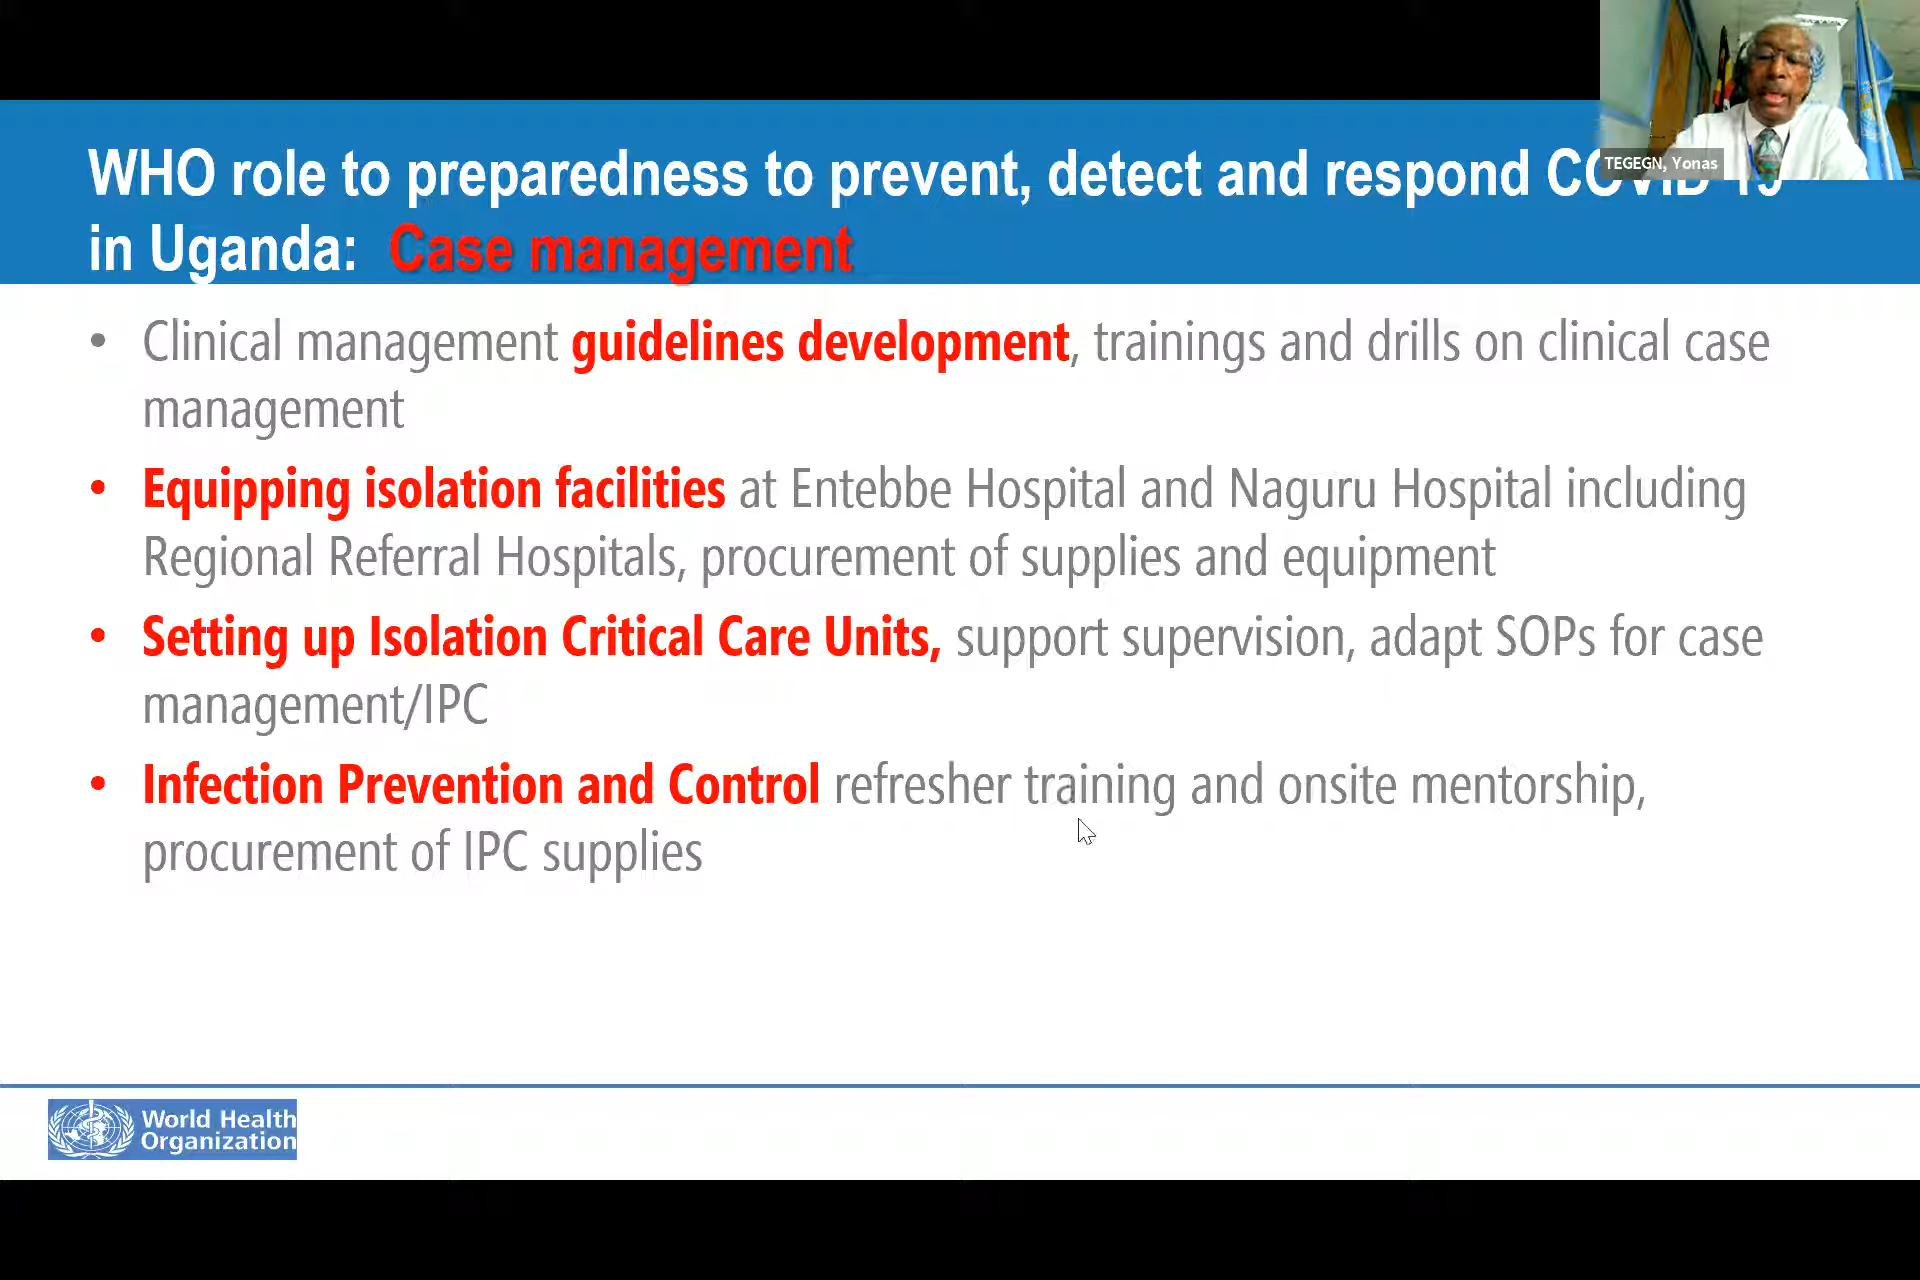 WHO role to preparedness to prevent, detect and respond COVID 19
in Uganda: Case management
TEGEGN, Yonas
• Clinical management guidelines development, trainings and drills on clinical case
management
• Equipping isolation facilities at Entebbe Hospital and Naguru Hospital including
Regional Referral Hospitals, procurement of supplies and equipment
• Setting up Isolation Critical Care Units, support supervision, adapt SOPs for case
management/IPC
• Infection Prevention and Control refresher training and onsite mentorship,
procurement of IPC supplies
World Health
Organization